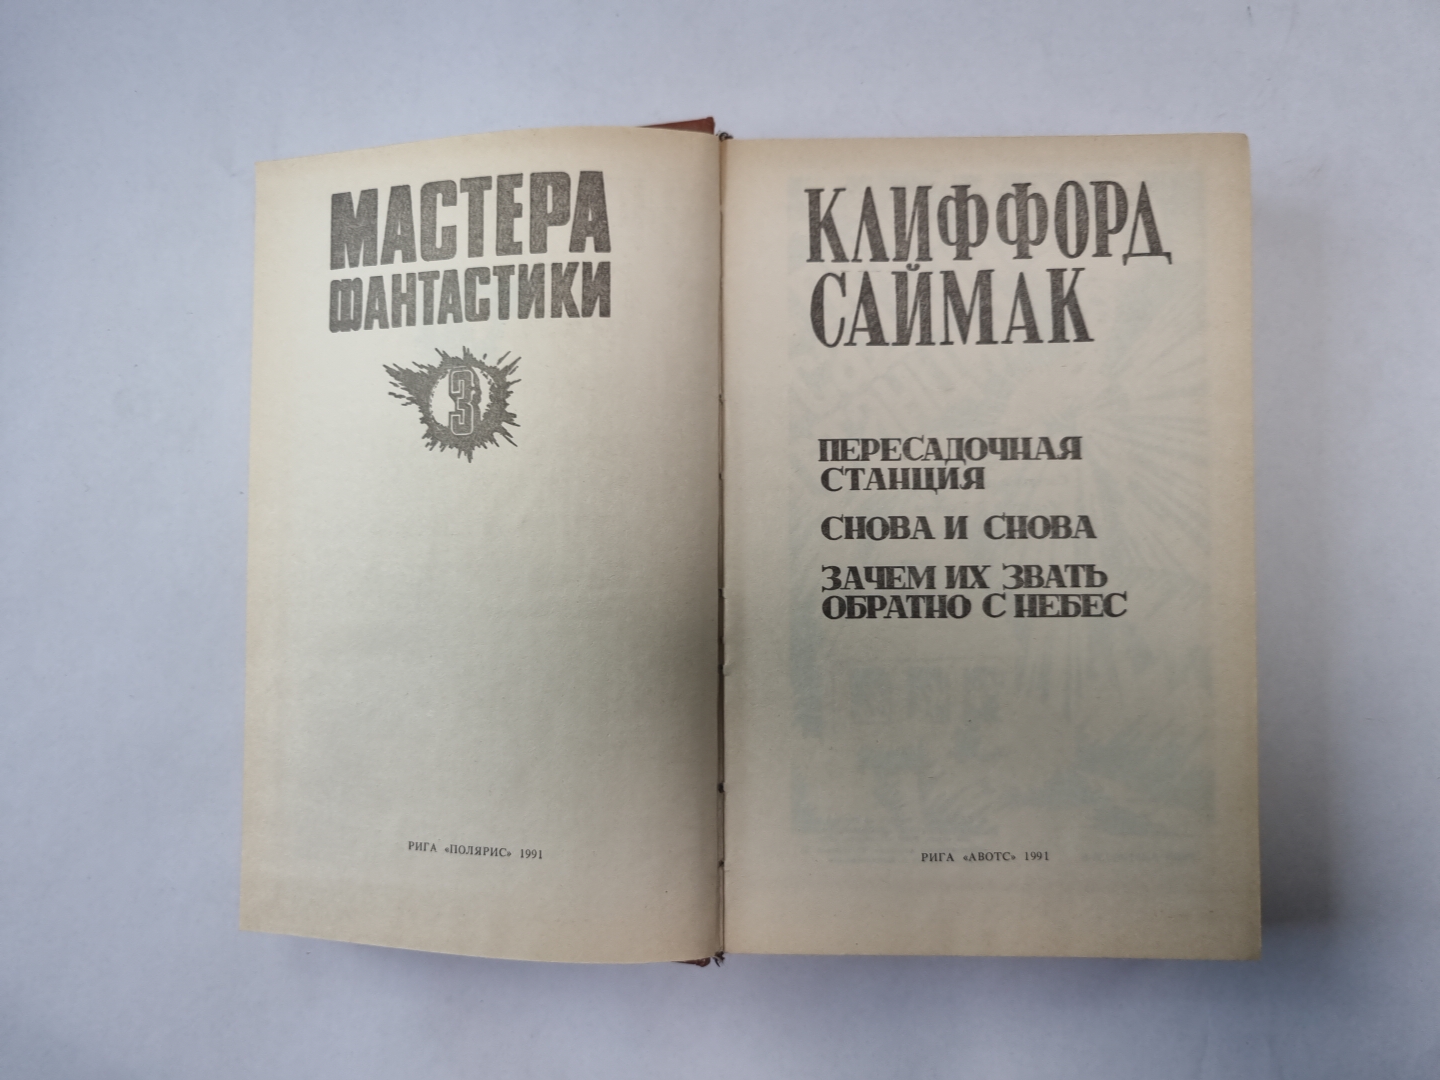 МАСТЕРА
ФАНТАСТИКИ
3
РИГА «ПОЛЯРИС» 1991
КЛИФФОРД
САЙМАК
ПЕРЕСАДОЧНАЯ
СТАНЦИЯ
СНОВА И СНОВА
ЗАЧЕМ ИХ ЗВАТЬ
ОБРАТНО С НЕБЕС
РИГА «АВОТС» 1991